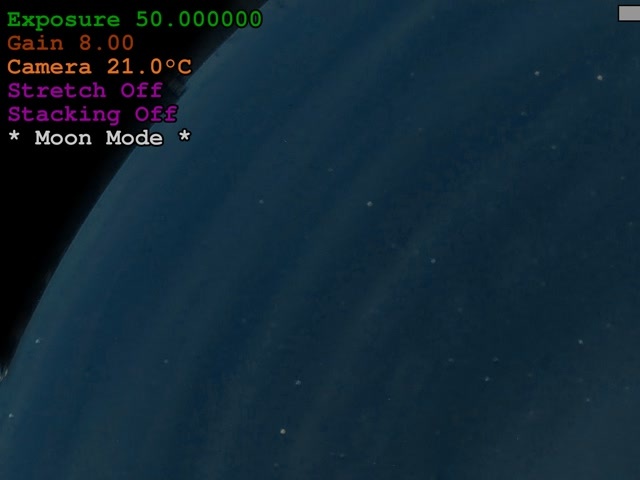 Exposure 50.000000
Gain 8.00
Camera 21.0°C
Stretch Off
Stacking Off
* Moon Mode *